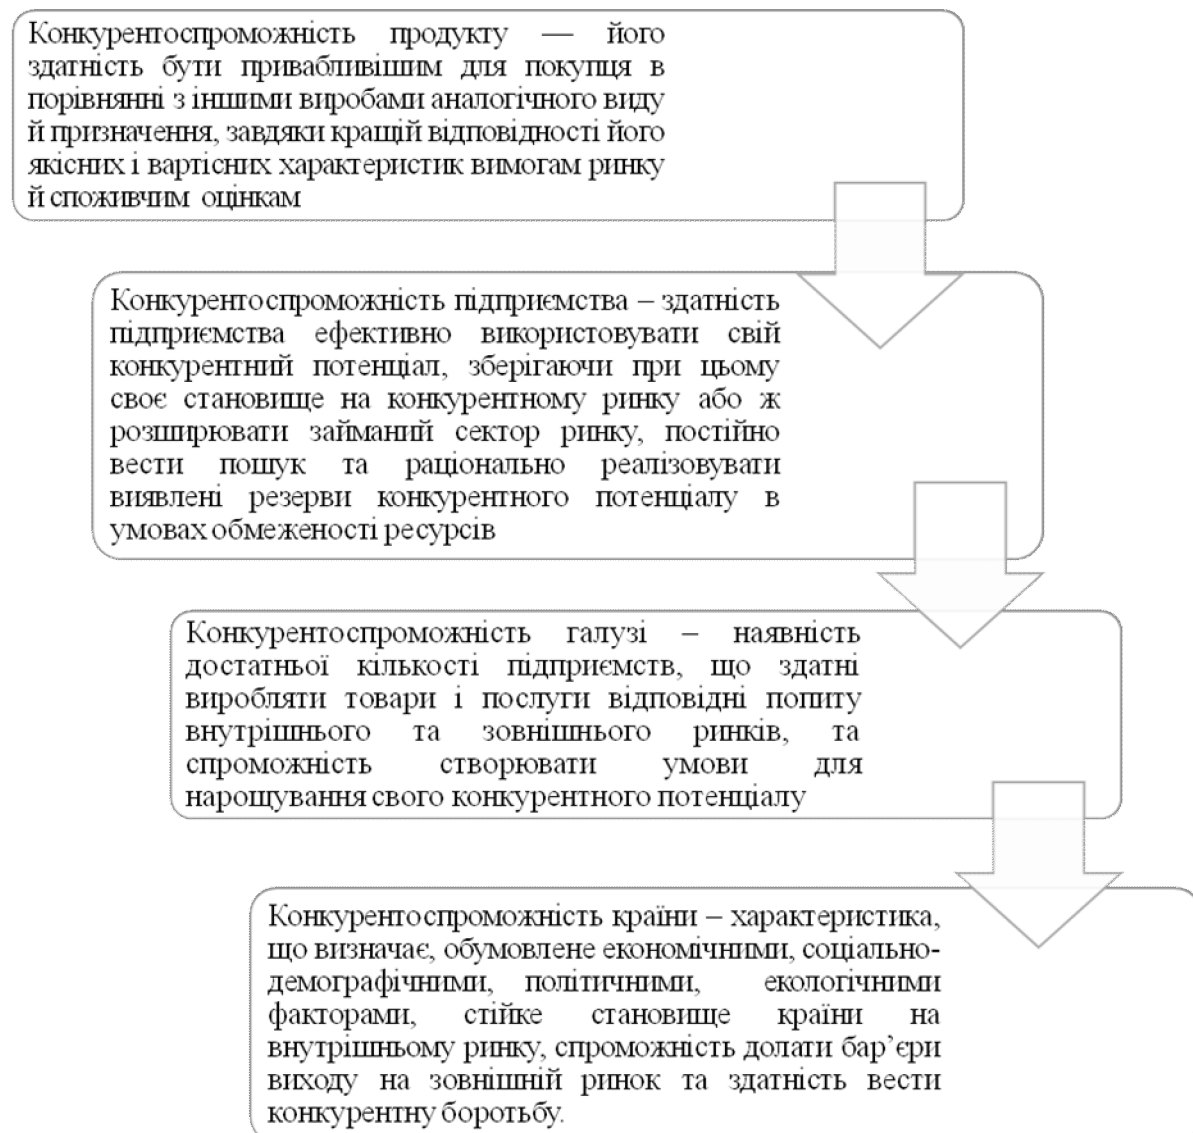 Конкурентоспроможність продукту — його
здатність бути привабливішим для покупця в
порівнянні з іншими виробами аналогічного виду
й призначення, завдяки кращій відповідності його
якісних і вартісних характеристик вимогам ринку
й споживчим оцінкам
Конкурентоспроможність підприємства – здатність
підприємства ефективно використовувати свій
конкурентний потенціал, зберігаючи при цьому
своє становище на конкурентному ринку або ж
розширювати займаний сектор ринку, постійно
вести пошук та раціонально реалізовувати
виявлені резерви конкурентного потенціалу в
умовах обмеженості ресурсів
Конкурентоспроможність галузі – наявність
достатньої кількості підприємств, що здатні
виробляти товари і послуги відповідні попиту
внутрішнього та зовнішнього ринків, та
спроможність створювати умови для
нарощування свого конкурентного потенціалу
Конкурентоспроможність країни – характеристика,
що визначає, обумовлене економічними, соціально-
демографічними, політичними, екологічними
факторами, стійке становище країни на
внутрішньому ринку, спроможність долати бар’єри
виходу на зовнішній ринок та здатність вести
конкурентну боротьбу.